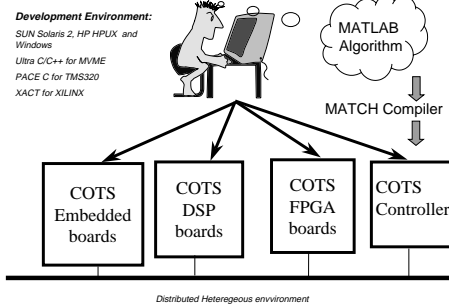 Development Environment:
SUN Solaris 2, HP HPUX and
Windows
Ultra C/C++ for MVME
PACE C for TMS320
XACT for XILINX
MATLAB
Algorithm
MATCH Compiler
COTS
Embedded
boards
COTS
DSP
boards
COTS
FPGA
boards
COTS
Controller
Distributed Heteregeous envvironment